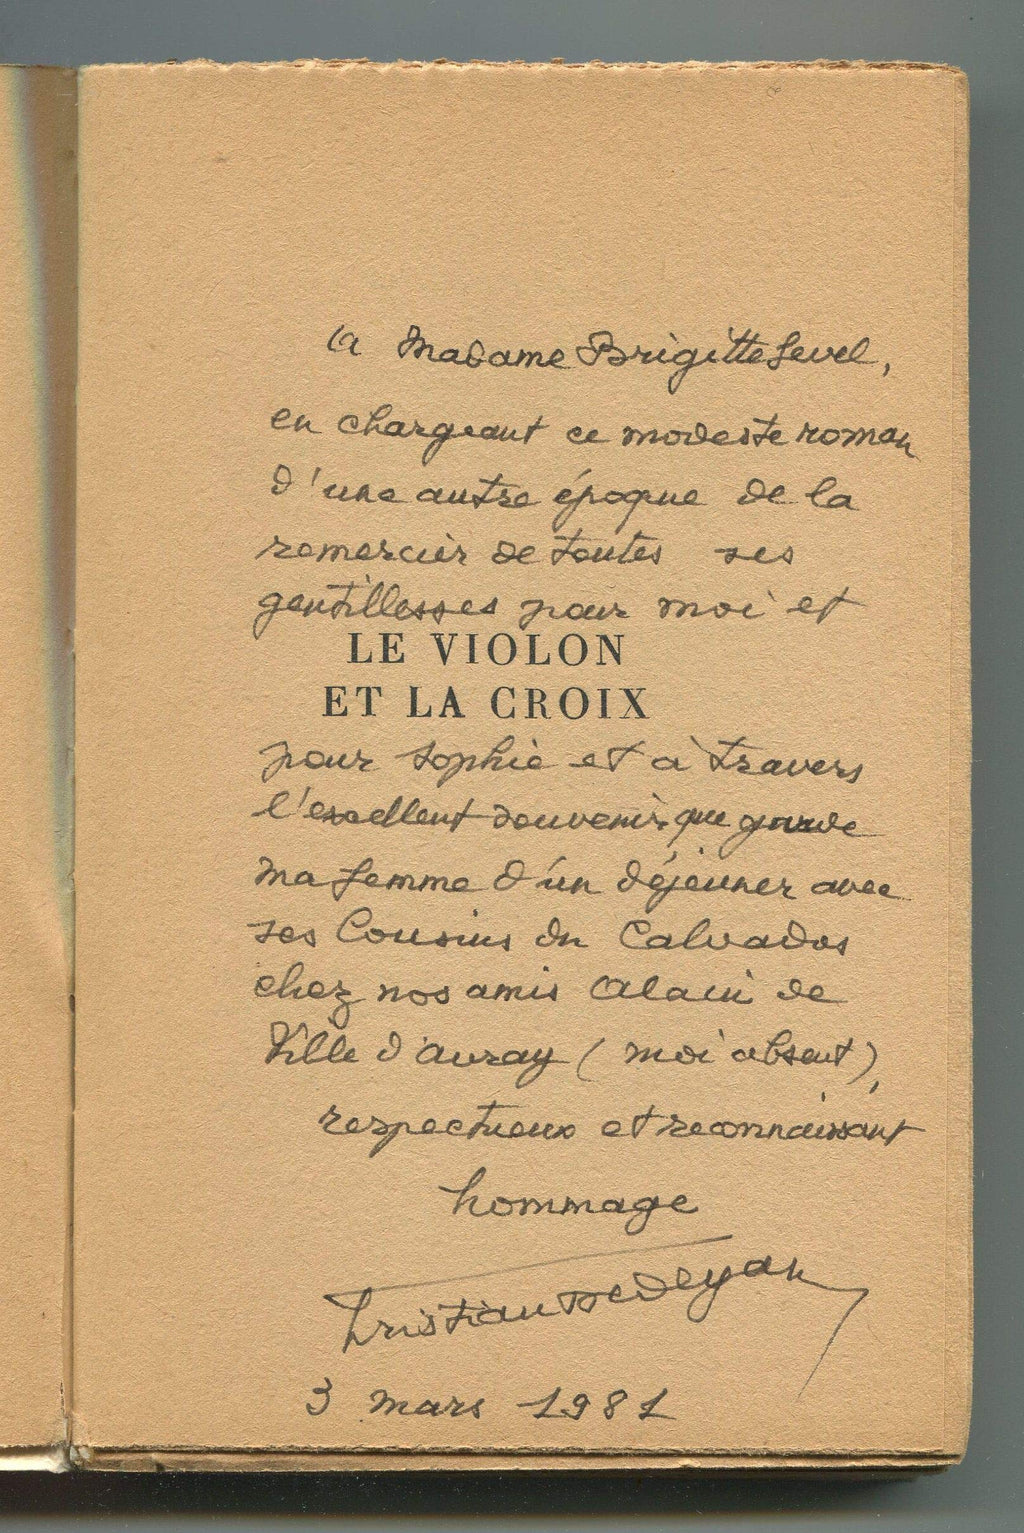 A Madame Brigitte Level,
en chargeant ce modeste roman
d'une autre époque de la
remercier de toutes ses
gentillesses pour moi et
LE VIOLON
ET LA CROIX
pour Sophie et à travers
l'excellent souvenir que garde
ma femme d'un déjeuner avec
ses Cousins du Calvados
chez nos amis Alain de
Ville d'avray (moi absent),
respectueux et reconnaissant
hommage
Christian Dedeyan
3 mars 1981